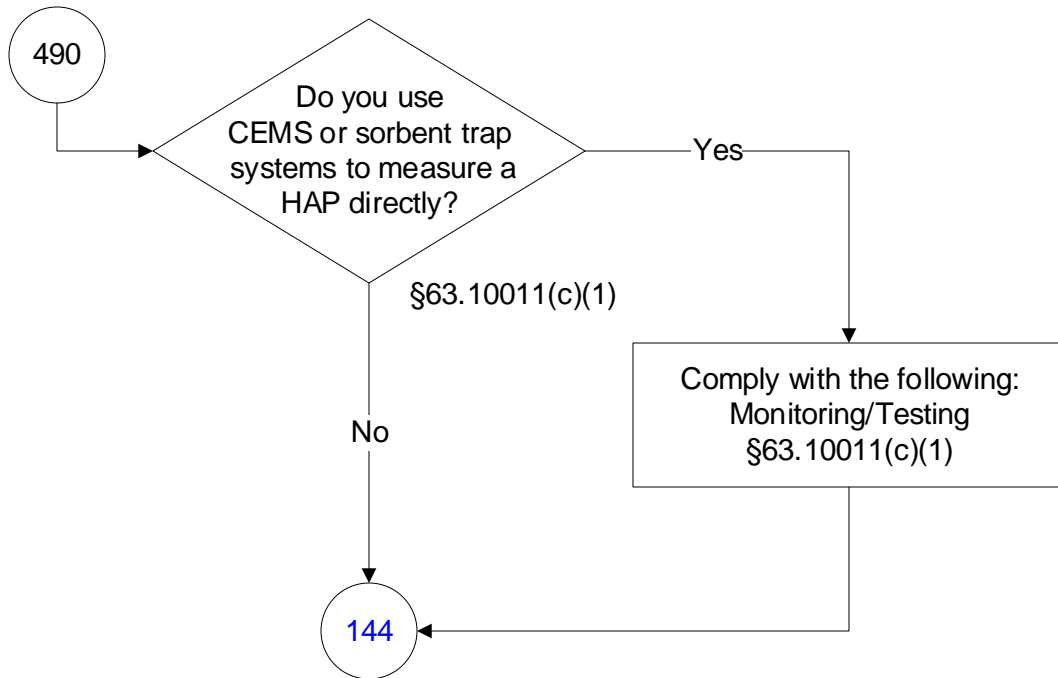 490
Do you use
CEMS or sorbent trap
systems to measure a
HAP directly?
Yes
§63.10011(c)(1)
Comply with the following:
Monitoring/Testing
§63.10011(c)(1)
No
144